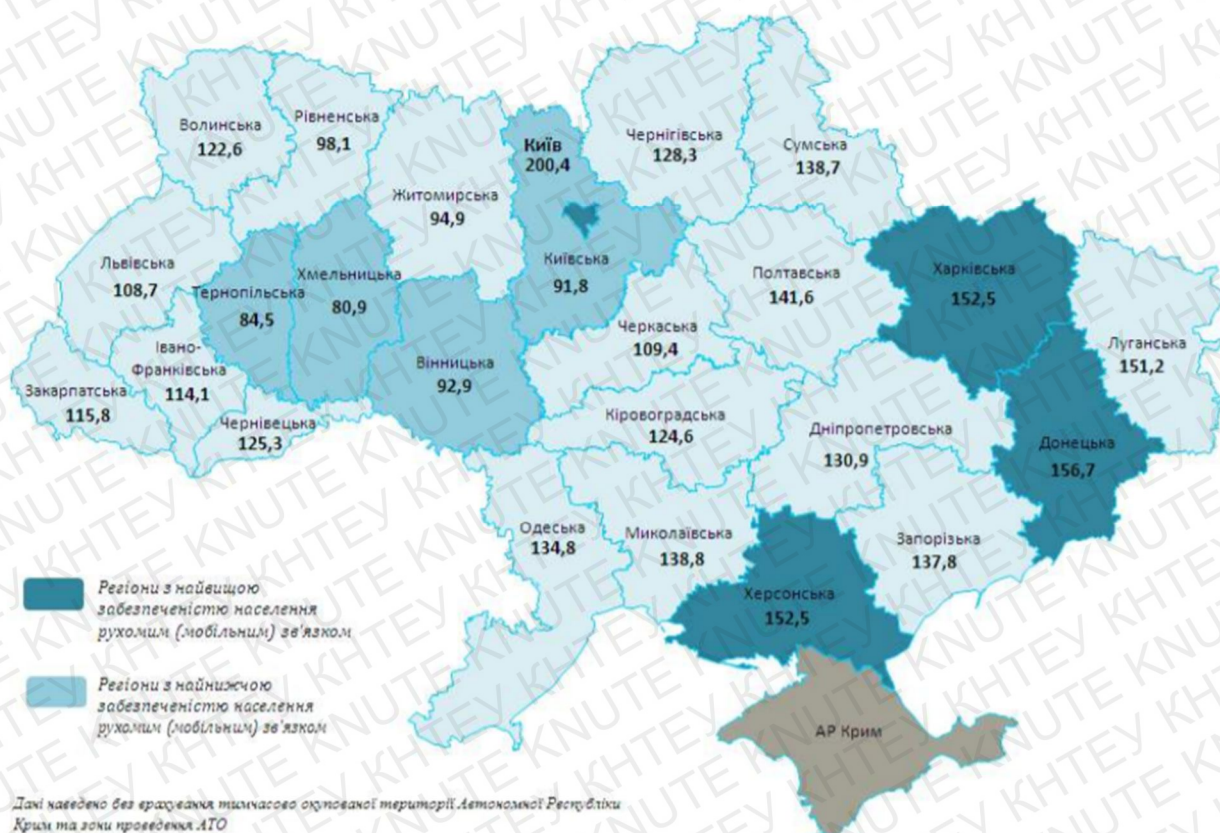 Волинська
122,6
Рівненська
98,1
Житомирська
94,9
Київ
200,4
Чернігівська
128,3
Сумська
138,7
Львівська
108,7
Тернопільська
84,5
Хмельницька
80,9
Київська
91,8
Полтавська
141,6
Харківська
152,5
Луганська
151,2
Івано-
Франківська
114,1
Закарпатська
115,8
Чернівецька
125,3
Вінницька
92,9
Черкаська
109,4
Кіровоградська
124,6
Дніпропетровська
130,9
Донецька
156,7
Одеська
134,8
Миколаївська
138,8
Запорізька
137,8
Херсонська
152,5
АР Крим
Регіони з найвищою
забезпеченістю населення
рухомим (мобільним) зв'язком
Регіони з найнижчою
забезпеченістю населення
рухомим (мобільним) зв'язком
Дані наведено без врахування тимчасово окупованої території Автономної Республіки
Крим та зони проведення АТО
КНТЕУ KNUTE